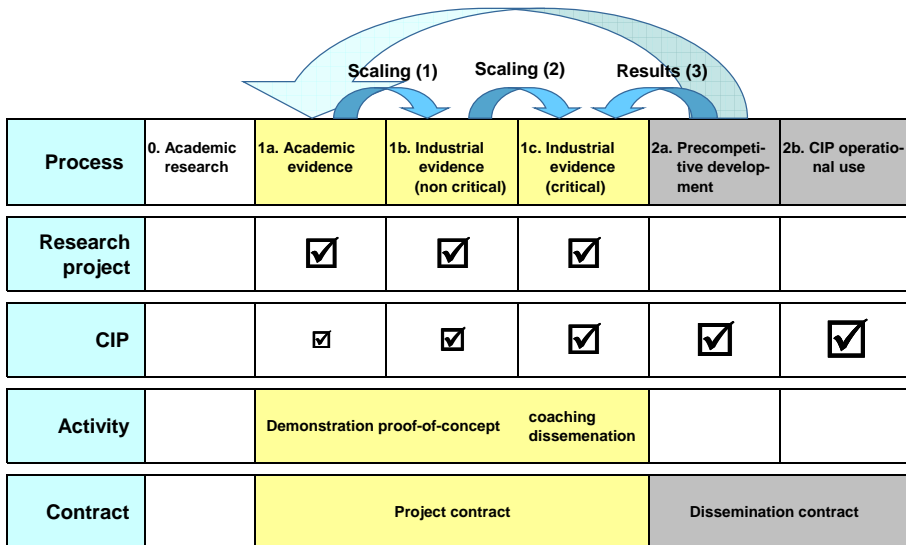 Scaling (1)
Scaling (2)
Results (3)
Process
0. Academic
research
1a. Academic
evidence
1b. Industrial
evidence
(non critical)
1c. Industrial
evidence
(critical)
2a. Precompeti-
tive develop-
ment
2b. CIP operatio-
nal use
Research
project
CIP
Activity
Demonstration proof-of-concept
coaching
dissemenation
Contract
Project contract
Dissemination contract